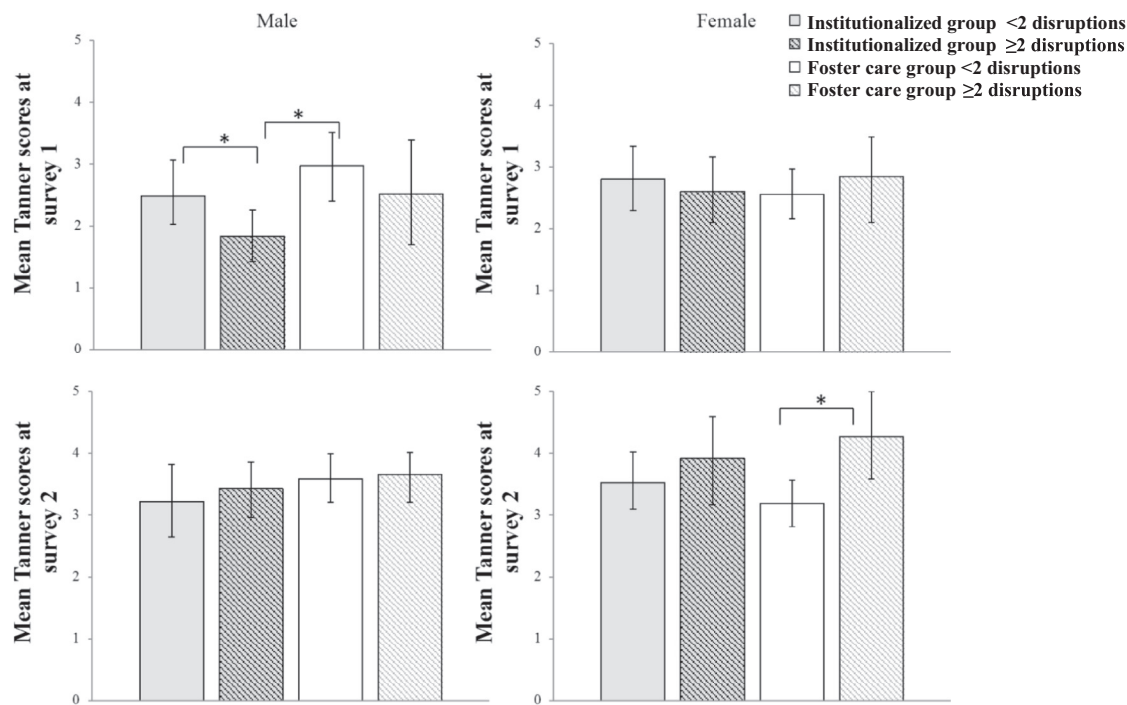 Male
Female
Institutionalized group <2 disruptions
Institutionalized group ≥2 disruptions
Foster care group <2 disruptions
Foster care group ≥2 disruptions
Mean Tanner scores at
survey 1
5
4
3
2
1
0
*
*
Mean Tanner scores at
survey 1
5
4
3
2
1
0
Mean Tanner scores at
survey 2
5
4
3
2
1
0
Mean Tanner scores at
survey 2
5
4
3
2
1
0
*